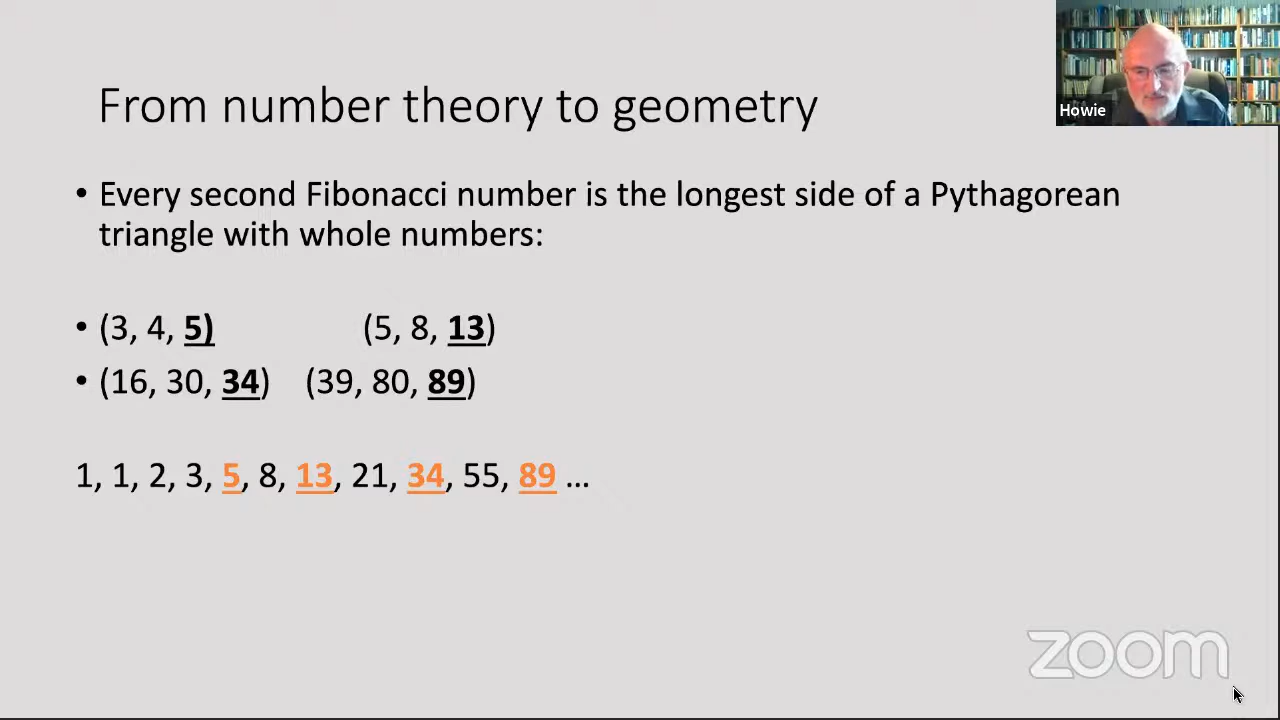 Howie
From number theory to geometry
• Every second Fibonacci number is the longest side of a Pythagorean
triangle with whole numbers:
• (3, 4, 5) (5, 8, 13)
• (16, 30, 34) (39, 80, 89)
1, 1, 2, 3, 5, 8, 13, 21, 34, 55, 89 ...
zoom